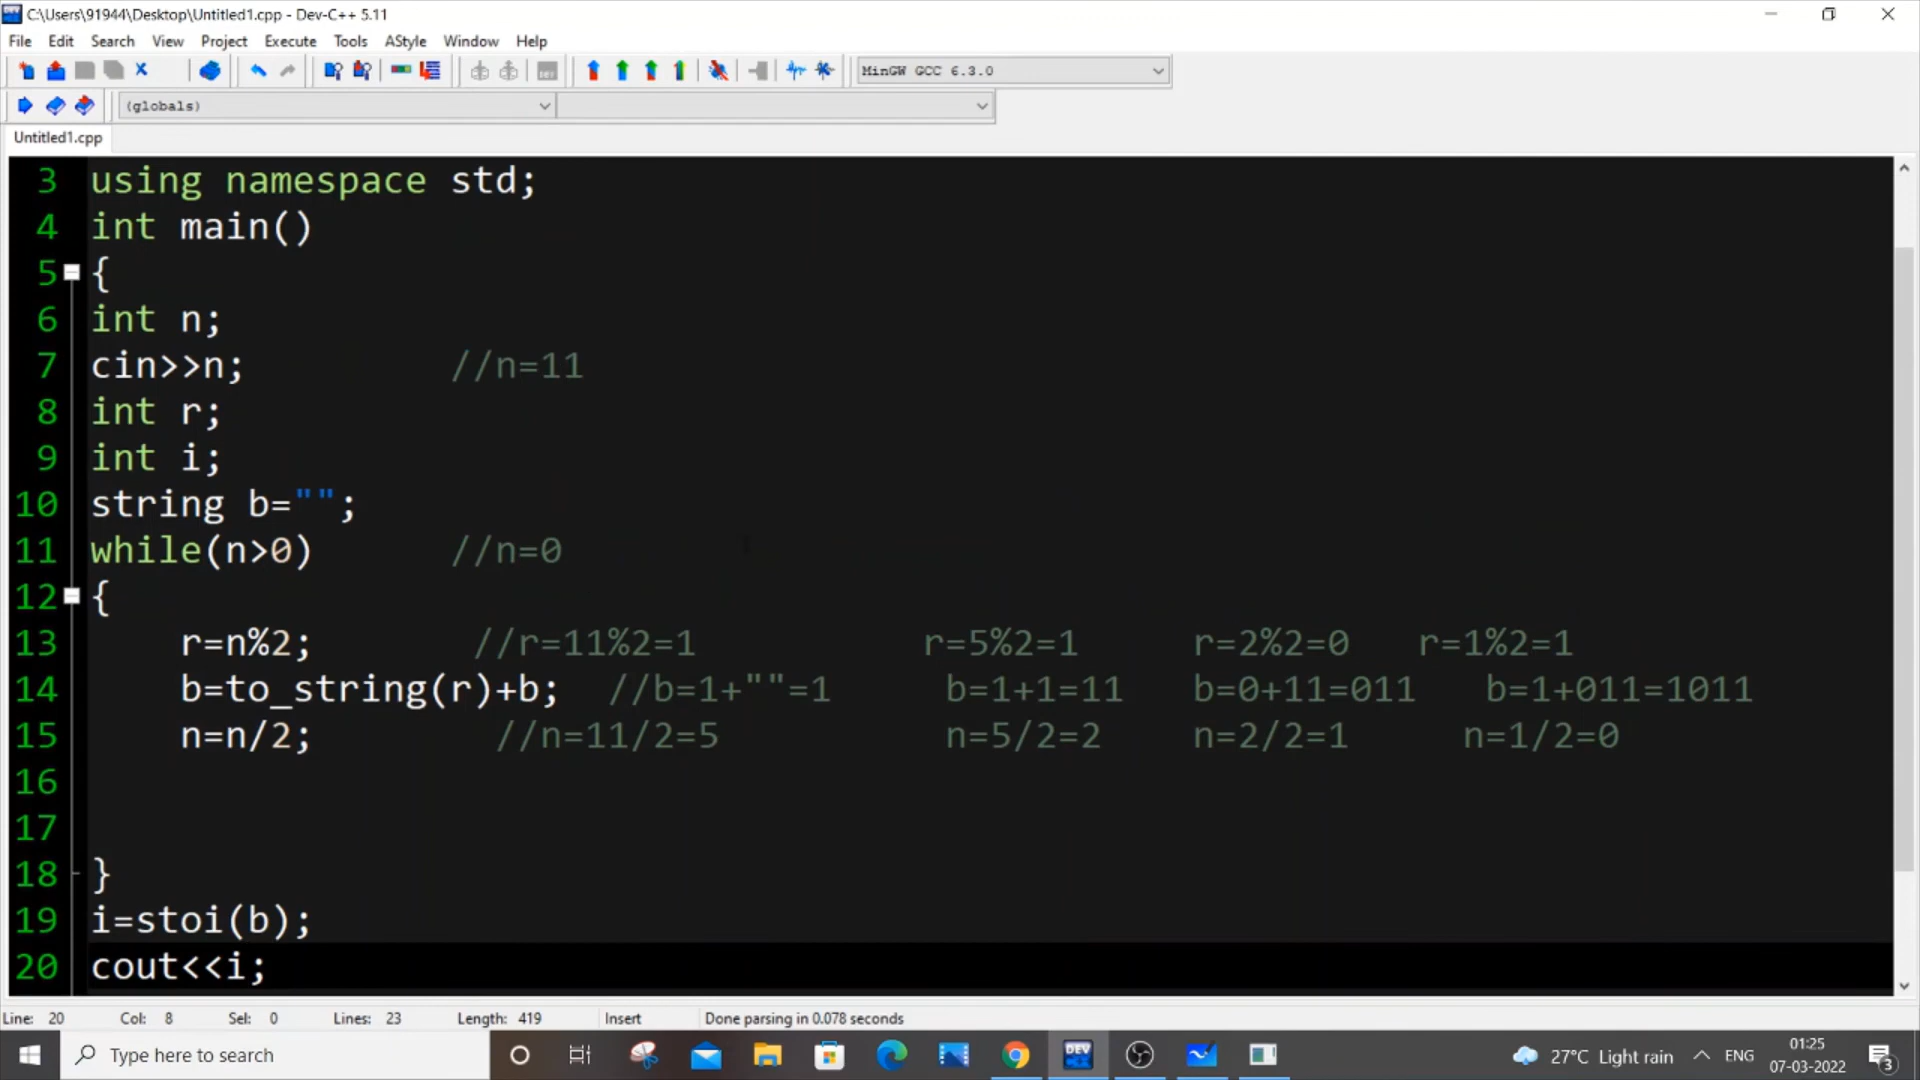 C:\Users\91944\Desktop\Untitled1.cpp - Dev-C++ 5.11
File Edit Search View Project Execute Tools AStyle Window Help
MinGW GCC 6.3.0
(globals)
Untitled1.cpp
3 using namespace std;
4 int main()
5 {
6 int n;
7 cin>>n; //n=11
8 int r;
9 int i;
10 string b="";
11 while(n>0) //n=0
12 {
13 r=n%2; //r=11%2=1 r=5%2=1 r=2%2=0 r=1%2=1
14 b=to_string(r)+b; //b=1+""=1 b=1+1=11 b=0+11=011 b=1+011=1011
15 n=n/2; //n=11/2=5 n=5/2=2 n=2/2=1 n=1/2=0
16
17
18 }
19 i=stoi(b);
20 cout<<i;
Line: 20 Col: 8 Sel: 0 Lines: 23 Length: 419 Insert Done parsing in 0.078 seconds
Type here to search DEV 27°C Light rain ENG 01:25
07-03-2022 3